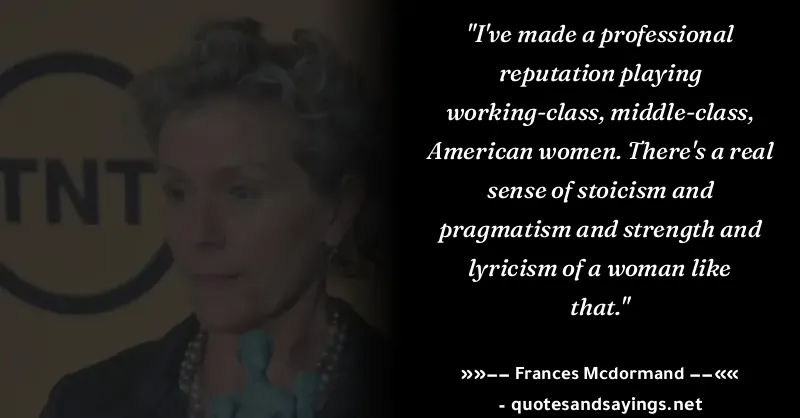 TNT
"I've made a professional
reputation playing
working-class, middle-class,
American women. There's a real
sense of stoicism and
pragmatism and strength and
lyricism of a woman like
that."
»»–– Frances Mcdormand ––««
- quotesandsayings.net